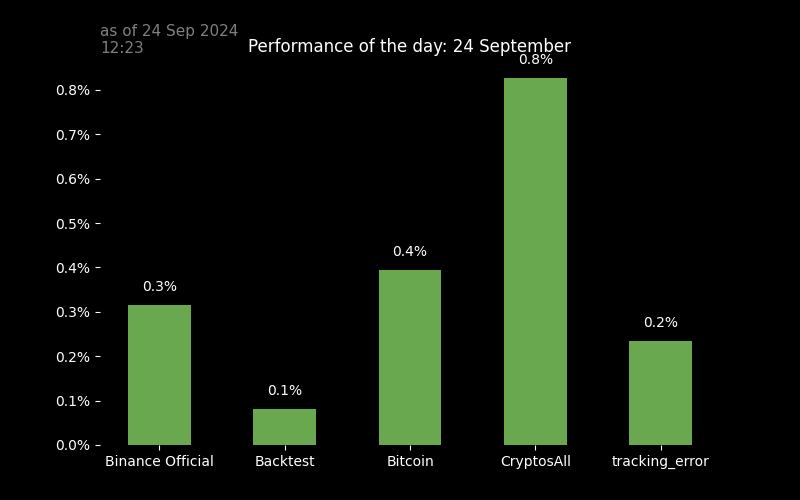 as of 24 Sep 2024
12:23
Performance of the day: 24 September
0.8%
0.8%
0.7%
0.6%
0.5%
0.4%
0.3%
0.2%
0.1%
0.0%
0.3%
0.1%
0.4%
0.2%
Binance Official
Backtest
Bitcoin
CryptosAll
tracking_error